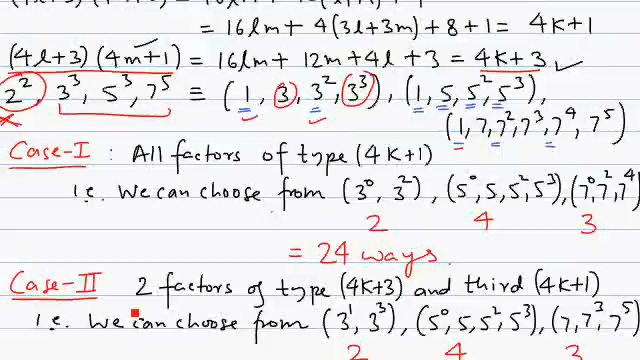 = 16lm + 4(3l+3m) + 8 + 1 = 4K+1
(4l+3) (4m+1) = 16lm + 12m + 4l + 3 = 4K+3 ✓
2², 3³, 5³, 7⁵ ≡ (1, 3, 3², 3³), (1, 5, 5², 5³),
(1, 7, 7², 7³, 7⁴, 7⁵)
Case-I : All factors of type (4K+1)
i.e. we can choose from (3⁰, 3²), (5⁰, 5, 5², 5³), (7⁰, 7², 7⁴)
2 4 3
= 24 ways
Case-II 2 factors of type (4K+3) and third (4K+1)
i.e. we can choose from (3¹, 3³), (5⁰, 5, 5², 5³), (7, 7³, 7⁵)
2 4 3